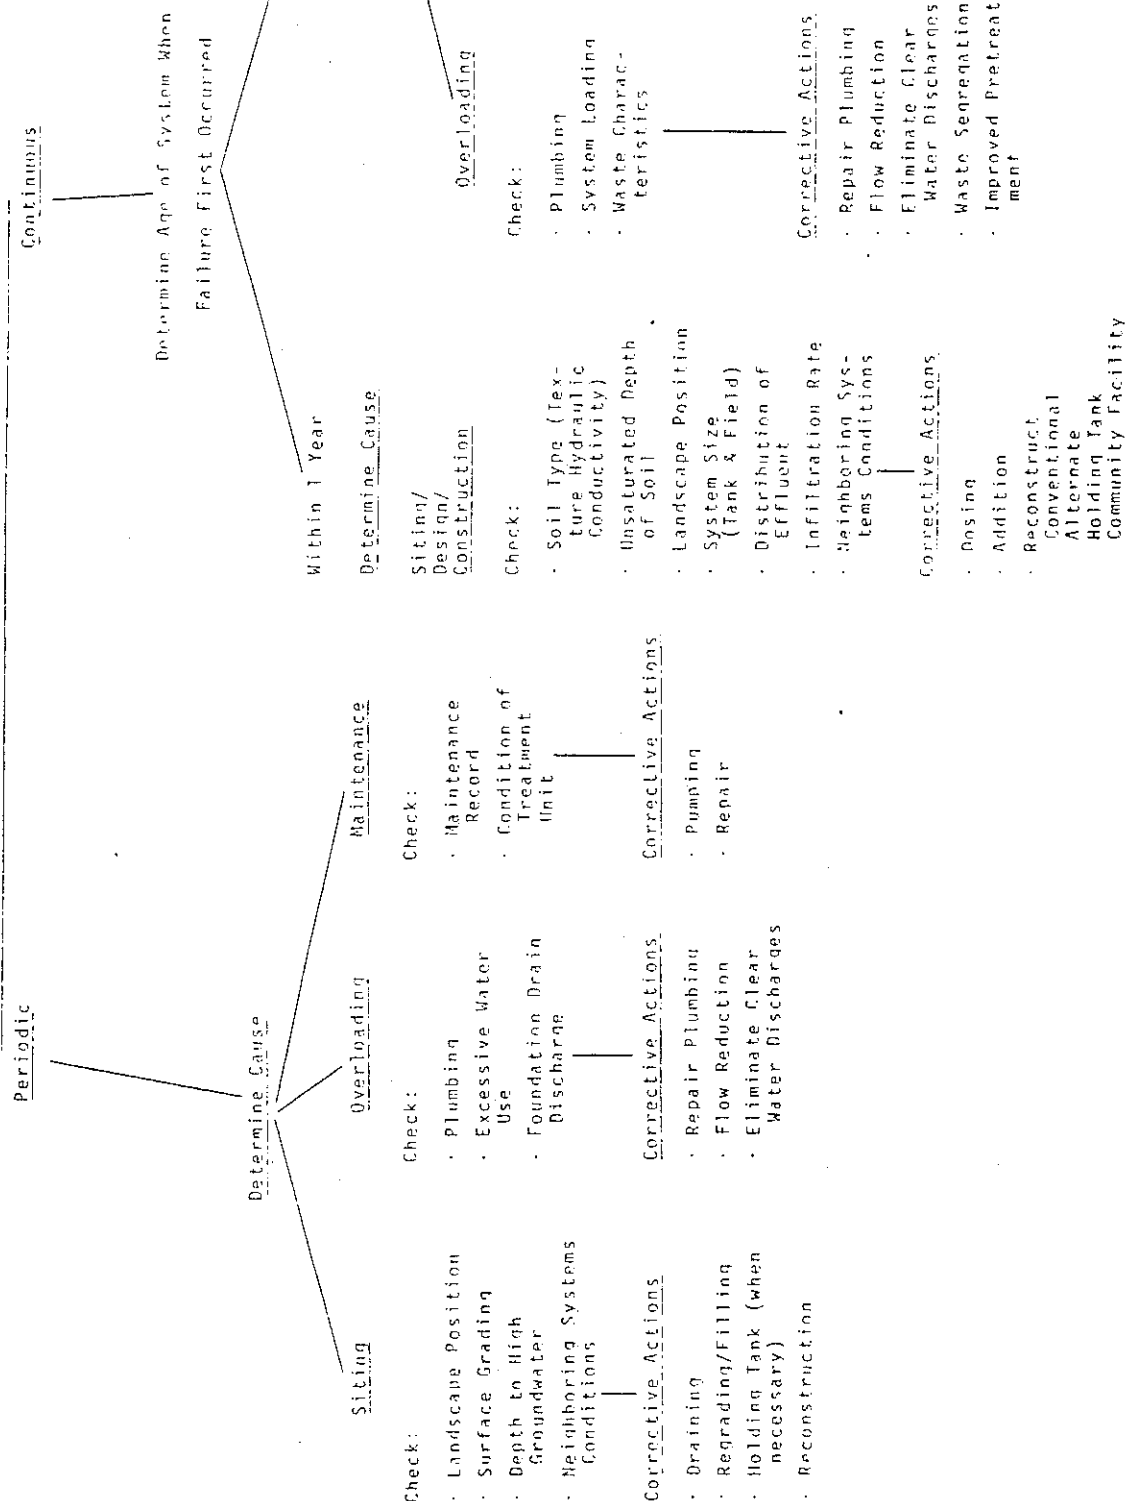 Periodic
Continuous
Determine Cause
Determine Age of System When
Failure First Occurred
Siting
Check:
· Landscape Position
· Surface Grading
· Depth to High
Groundwater
· Neighboring Systems
Conditions
Corrective Actions
· Draining
· Regrading/Filling
· Holding Tank (when
necessary)
· Reconstruction
Overloading
Check:
· Plumbing
· Excessive Water
Use
· Foundation Drain
Discharge
Corrective Actions
· Repair Plumbing
· Flow Reduction
· Eliminate Clear
Water Discharges
Maintenance
Check:
· Maintenance
Record
· Condition of
Treatment
Unit
Corrective Actions
· Pumping
· Repair
Within 1 Year
Determine Cause
Siting/
Design/
Construction
Check:
· Soil Type (Tex-
ture Hydraulic
Conductivity)
· Unsaturated Depth
of Soil
· Landscape Position
· System Size
(Tank & Field)
· Distribution of
Effluent
· Infiltration Rate
· Neighboring Sys-
tems Conditions
Corrective Actions
· Dosing
· Addition
· Reconstruct
Conventional
Alternate
Holding Tank
Community Facility
Overloading
Check:
· Plumbing
· System Loading
· Waste Charac-
teristics
Corrective Actions
· Repair Plumbing
· Flow Reduction
· Eliminate Clear
Water Discharges
· Waste Segregation
· Improved Pretreat
ment